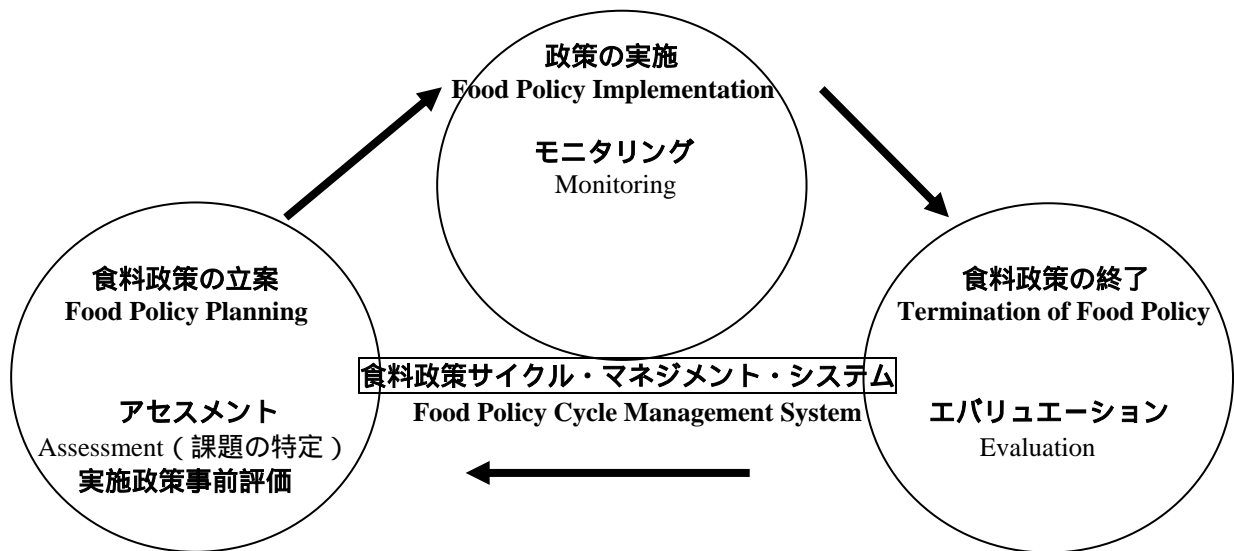 政策の実施
Food Policy Implementation
モニタリング
Monitoring
食料政策の立案
Food Policy Planning
アセスメント
Assessment（課題の特定）
実施政策事前評価
食料政策サイクル・マネジメント・システム
Food Policy Cycle Management System
食料政策の終了
Termination of Food Policy
エバリュエーション
Evaluation